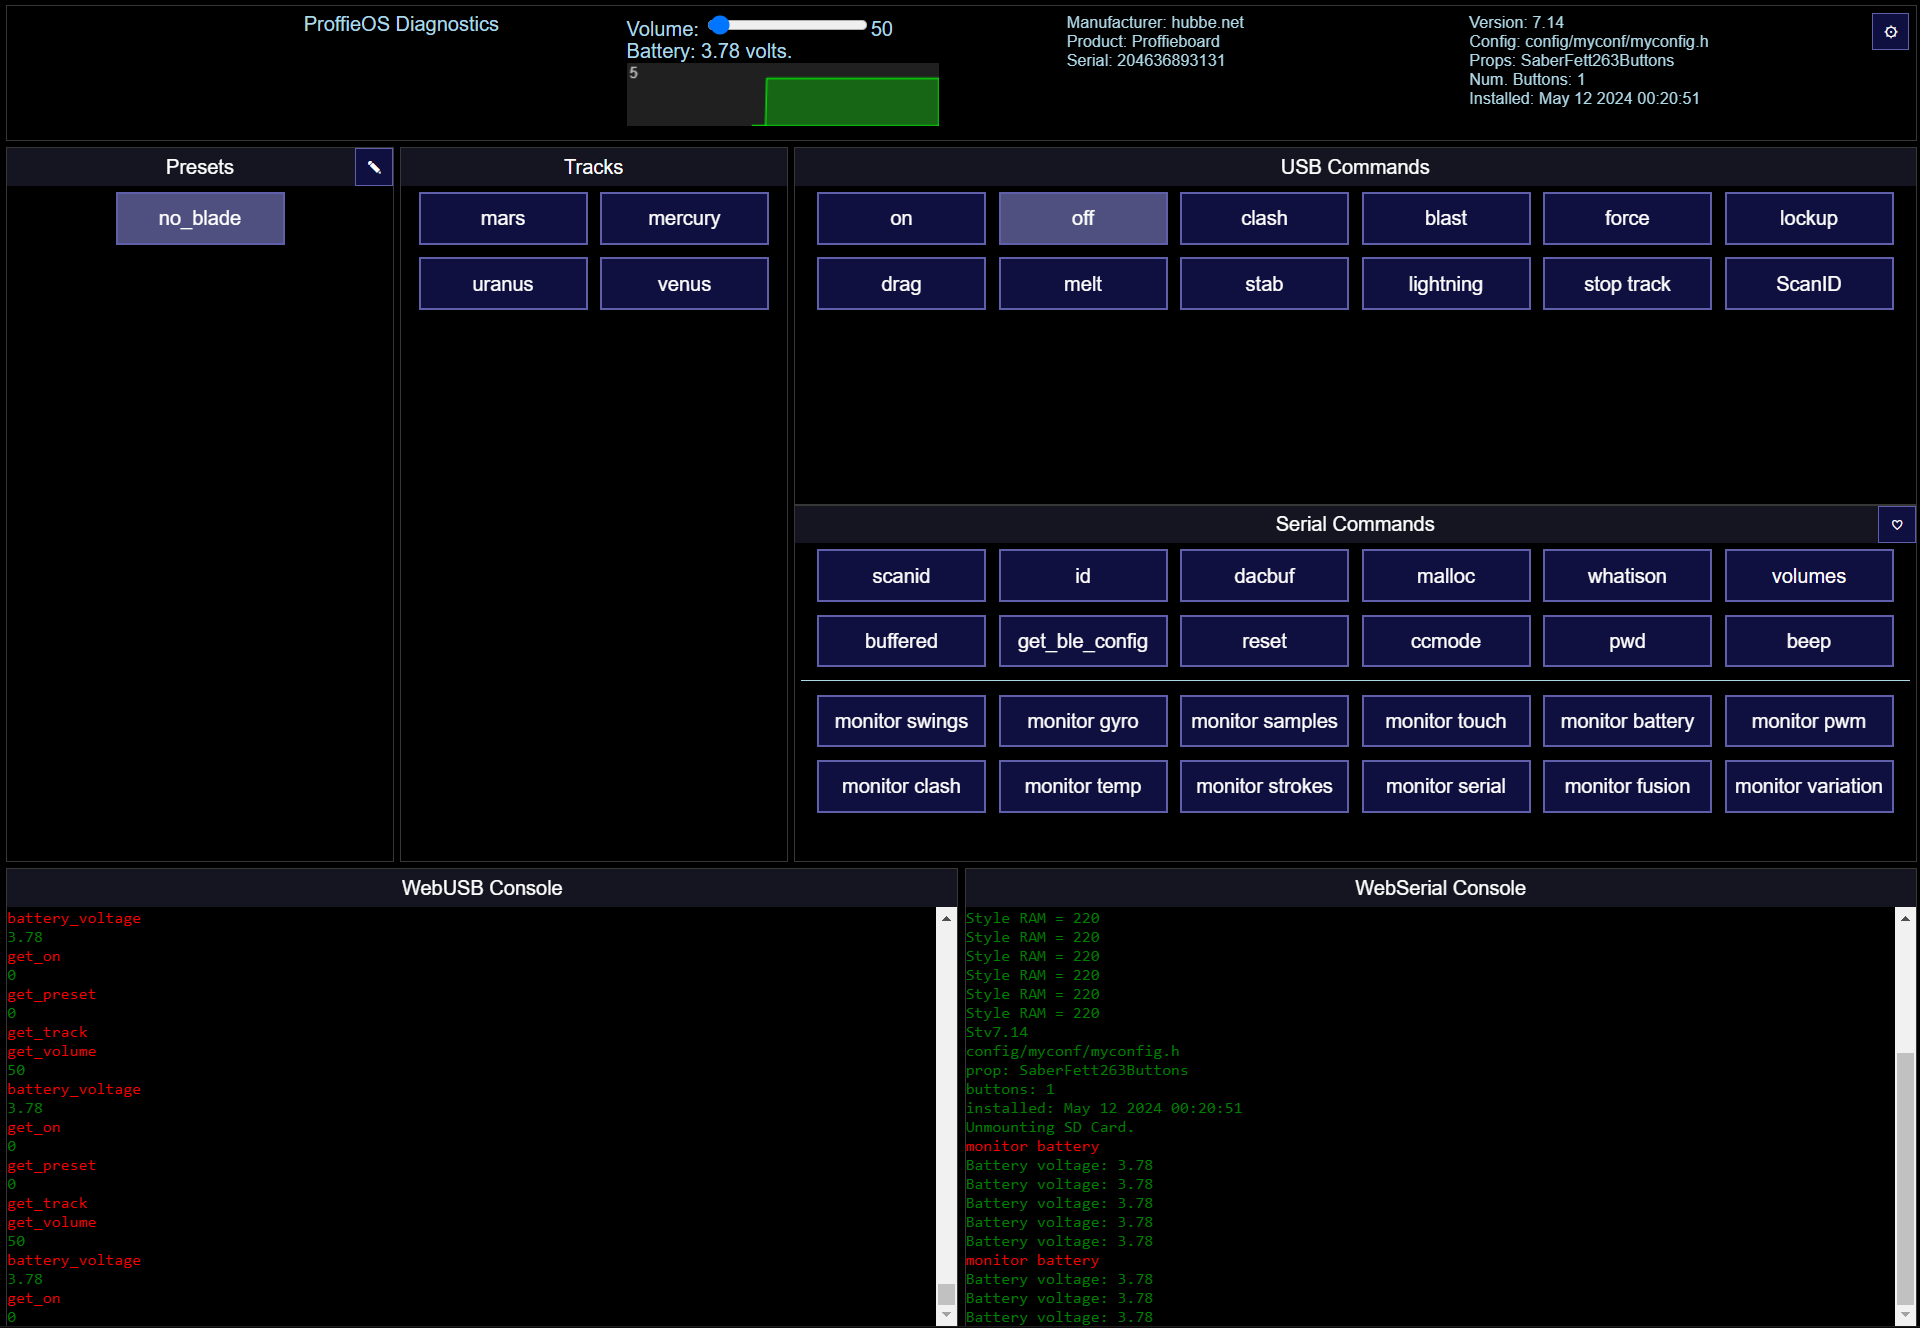 ProffieOS Diagnostics
Volume: 50
Battery: 3.78 volts.
5
Manufacturer: hubbe.net
Product: Proffieboard
Serial: 204636893131
Version: 7.14
Config: config/myconf/myconfig.h
Props: SaberFett263Buttons
Num. Buttons: 1
Installed: May 12 2024 00:20:51
Presets
no_blade
Tracks
mars mercury
uranus venus
USB Commands
on off clash blast force lockup
drag melt stab lightning stop track ScanID
Serial Commands
scanid id dacbuf malloc whatison volumes
buffered get_ble_config reset ccmode pwd beep
monitor swings monitor gyro monitor samples monitor touch monitor battery monitor pwm
monitor clash monitor temp monitor strokes monitor serial monitor fusion monitor variation
WebUSB Console
battery_voltage
3.78
get_on
0
get_preset
0
get_track
get_volume
50
battery_voltage
3.78
get_on
0
get_preset
0
get_track
get_volume
50
battery_voltage
3.78
get_on
0
WebSerial Console
Style RAM = 220
Style RAM = 220
Style RAM = 220
Style RAM = 220
Style RAM = 220
Style RAM = 220
Stv7.14
config/myconf/myconfig.h
prop: SaberFett263Buttons
buttons: 1
installed: May 12 2024 00:20:51
Unmounting SD Card.
monitor battery
Battery voltage: 3.78
Battery voltage: 3.78
Battery voltage: 3.78
Battery voltage: 3.78
Battery voltage: 3.78
monitor battery
Battery voltage: 3.78
Battery voltage: 3.78
Battery voltage: 3.78